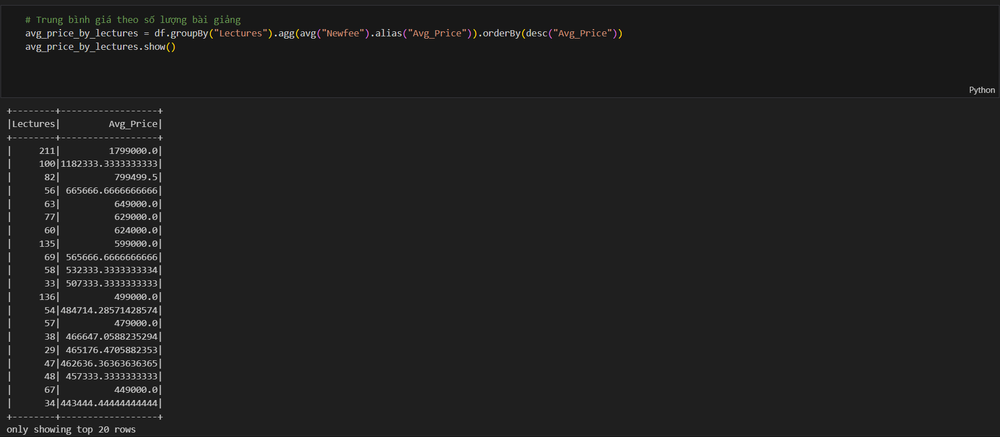 # Trung bình giá theo số lượng bài giảng
avg_price_by_lectures = df.groupBy("Lectures").agg(avg("Newfee").alias("Avg_Price")).orderBy(desc("Avg_Price"))
avg_price_by_lectures.show()
Python
+--------+------------------+
|Lectures|         Avg_Price|
+--------+------------------+
|     211|         1799000.0|
|     100|1182333.3333333333|
|      82|          799499.5|
|      56| 665666.6666666666|
|      63|          649000.0|
|      77|          629000.0|
|      60|          624000.0|
|     135|          599000.0|
|      69| 565666.6666666666|
|      58| 532333.3333333334|
|      33| 507333.3333333333|
|     136|          499000.0|
|      54|484714.28571428574|
|      57|          479000.0|
|      38| 466647.0588235294|
|      29| 465176.4705882353|
|      47|462636.36363636365|
|      48| 457333.3333333333|
|      67|          449000.0|
|      34|443444.44444444444|
+--------+------------------+
only showing top 20 rows